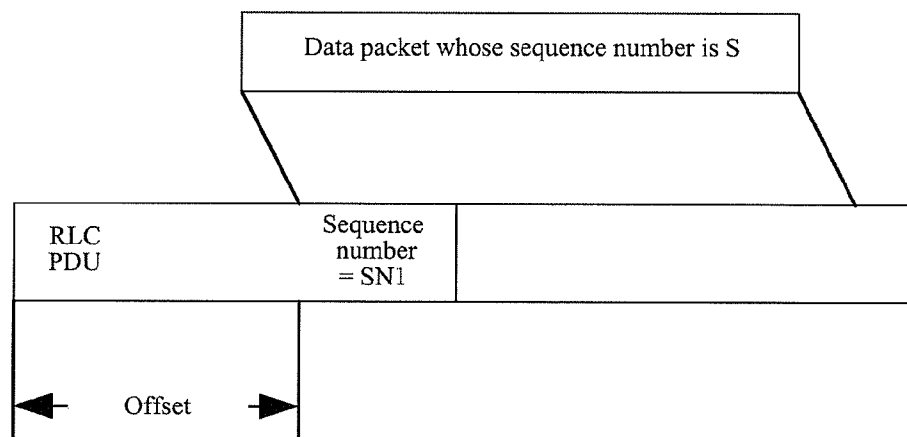 Data packet whose sequence number is S
RLC
PDU
Sequence
number
= SN1
Offset